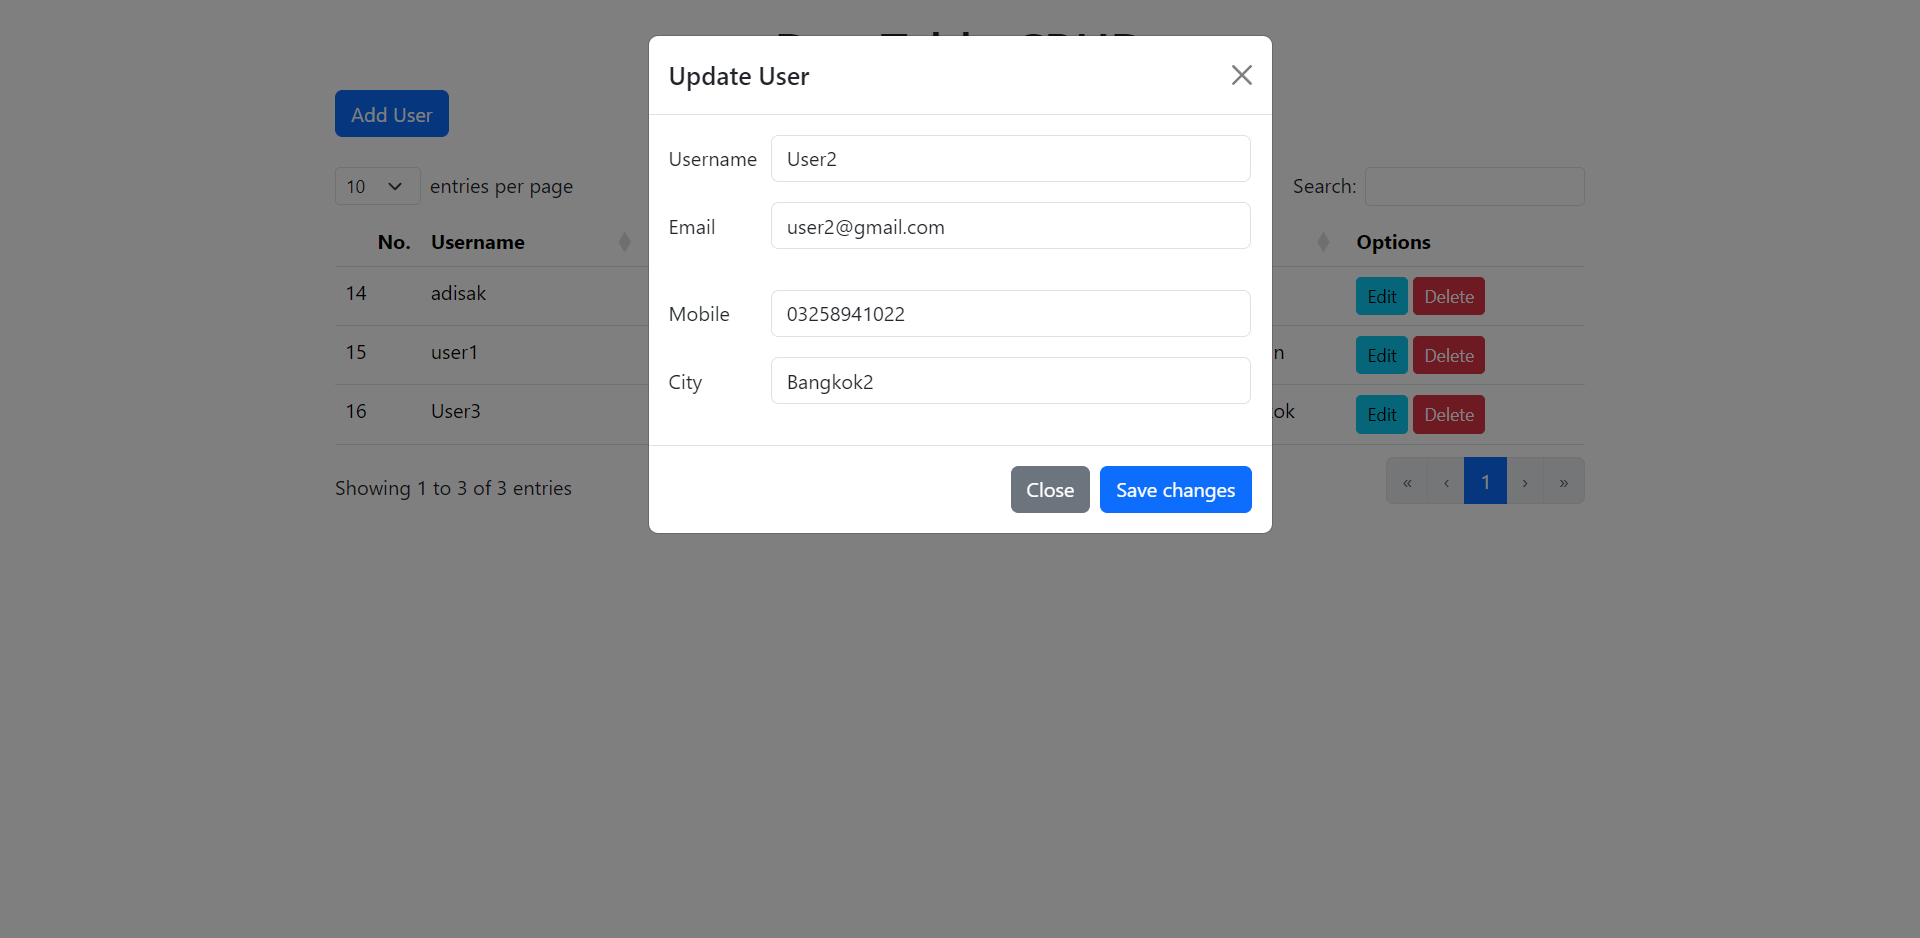 Update User
Add User
Username User2
10 entries per page
Search:
Email user2@gmail.com
No. Username Options
14 adisak Edit Delete
Mobile 03258941022
15 user1 n Edit Delete
City Bangkok2
16 User3 ok Edit Delete
Showing 1 to 3 of 3 entries
« ‹ 1 › »
Close Save changes